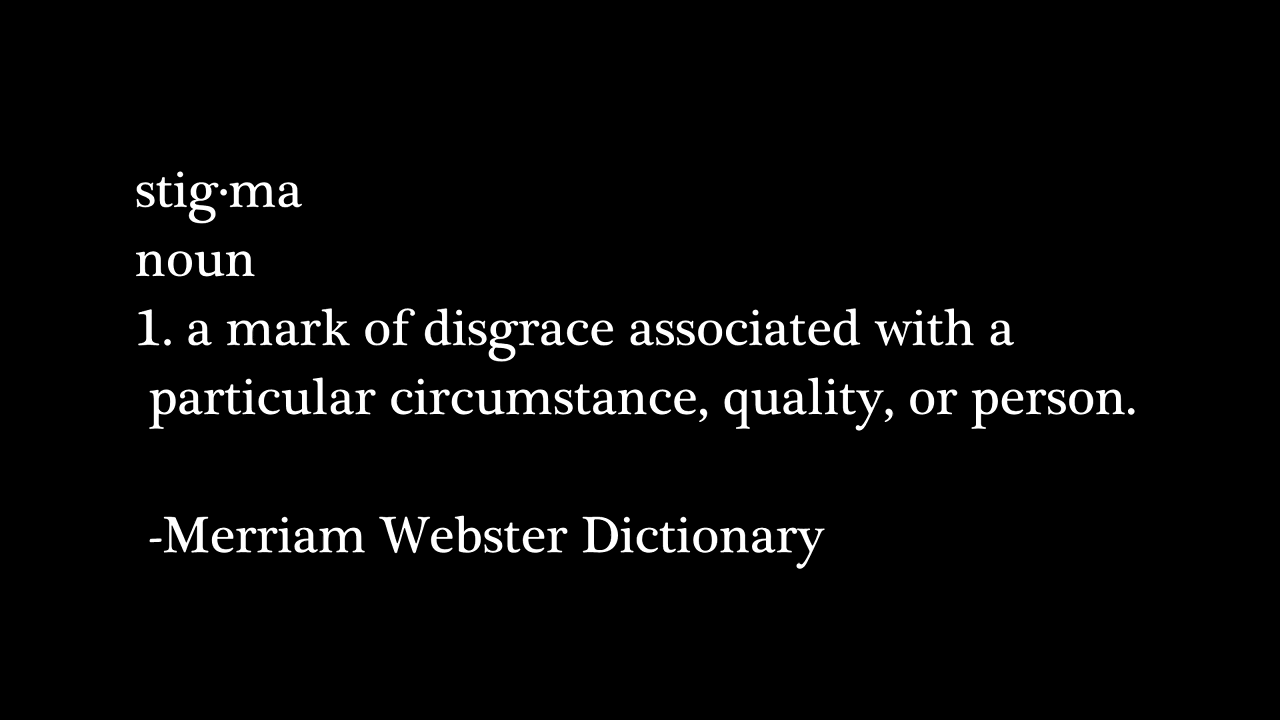 stig·ma
noun
1. a mark of disgrace associated with a
particular circumstance, quality, or person.
-Merriam Webster Dictionary